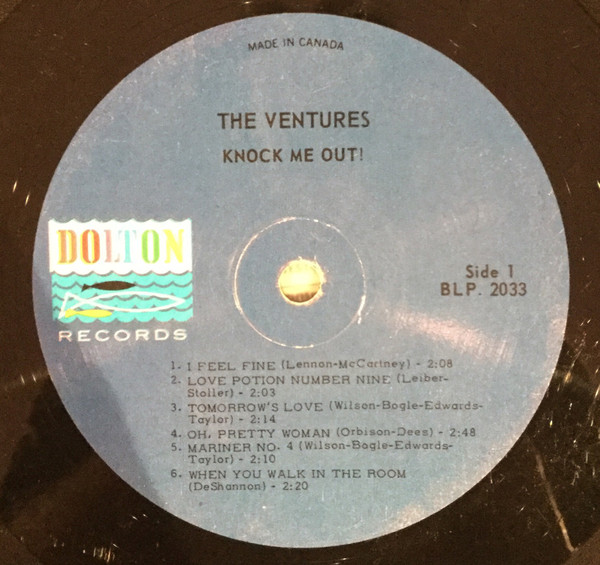 MADE IN CANADA
THE VENTURES
KNOCK ME OUT!
DOLTON
RECORDS
Side 1
BLP. 2033
1. I FEEL FINE (Lennon-McCartney) - 2:08
2. LOVE POTION NUMBER NINE (Leiber-
Stoller) - 2:03
3. TOMORROW'S LOVE (Wilson-Bogle-Edwards-
Taylor) - 2:14
4. OH, PRETTY WOMAN (Orbison-Dees) - 2:48
5. MARINER NO. 4 (Wilson-Bogle-Edwards-
Taylor) - 2:10
6. WHEN YOU WALK IN THE ROOM
(DeShannon) - 2:20